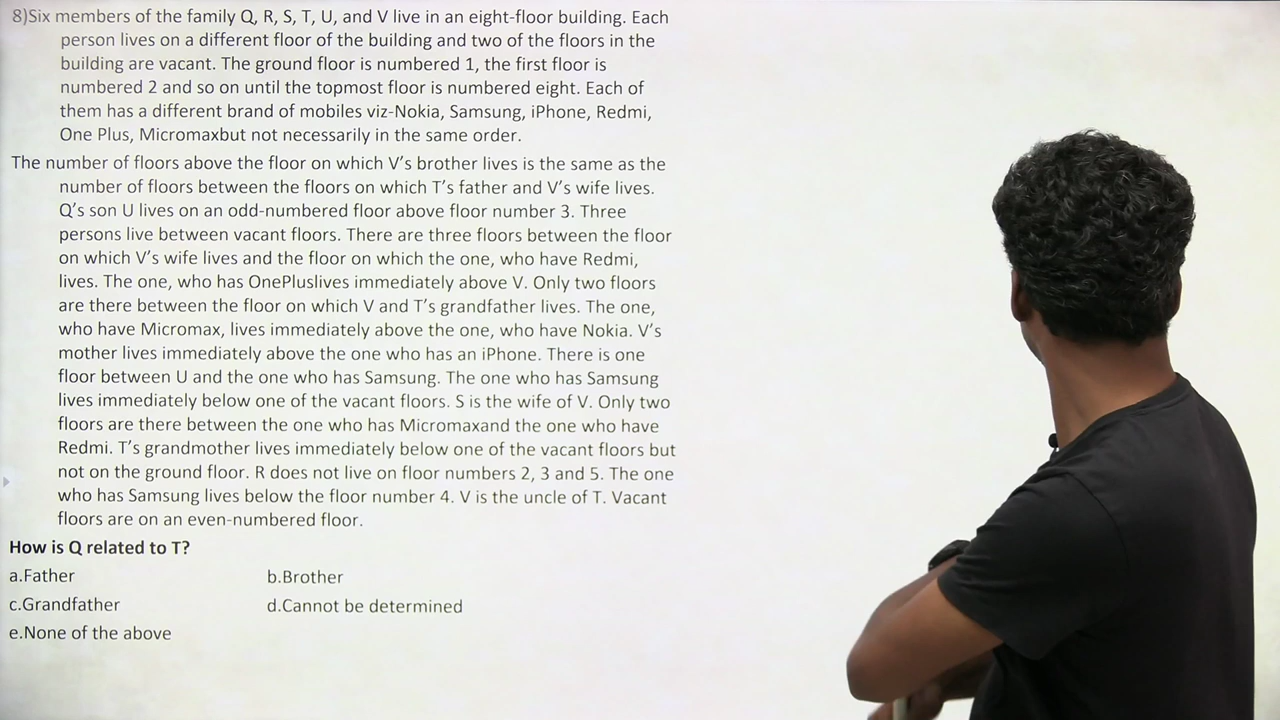 8)Six members of the family Q, R, S, T, U, and V live in an eight-floor building. Each
person lives on a different floor of the building and two of the floors in the
building are vacant. The ground floor is numbered 1, the first floor is
numbered 2 and so on until the topmost floor is numbered eight. Each of
them has a different brand of mobiles viz-Nokia, Samsung, iPhone, Redmi,
One Plus, Micromaxbut not necessarily in the same order.
The number of floors above the floor on which V's brother lives is the same as the
number of floors between the floors on which T's father and V's wife lives.
Q's son U lives on an odd-numbered floor above floor number 3. Three
persons live between vacant floors. There are three floors between the floor
on which V's wife lives and the floor on which the one, who have Redmi,
lives. The one, who has OnePluslives immediately above V. Only two floors
are there between the floor on which V and T's grandfather lives. The one,
who have Micromax, lives immediately above the one, who have Nokia. V's
mother lives immediately above the one who has an iPhone. There is one
floor between U and the one who has Samsung. The one who has Samsung
lives immediately below one of the vacant floors. S is the wife of V. Only two
floors are there between the one who has Micromaxand the one who have
Redmi. T's grandmother lives immediately below one of the vacant floors but
not on the ground floor. R does not live on floor numbers 2, 3 and 5. The one
who has Samsung lives below the floor number 4. V is the uncle of T. Vacant
floors are on an even-numbered floor.
How is Q related to T?
a.Father b.Brother
c.Grandfather d.Cannot be determined
e.None of the above